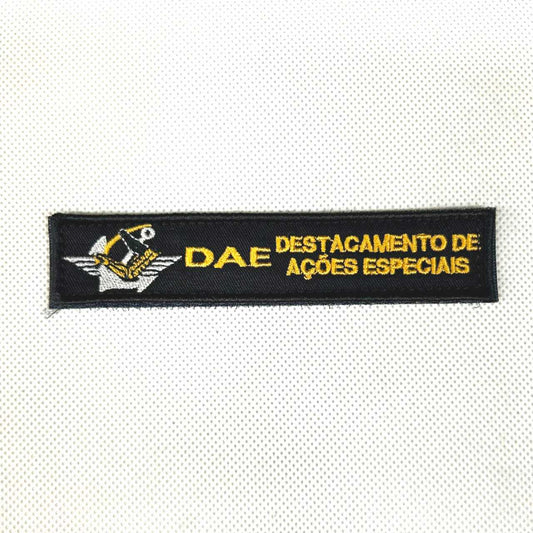 DAE
DESTACAMENTO DE
AÇÕES ESPECIAIS